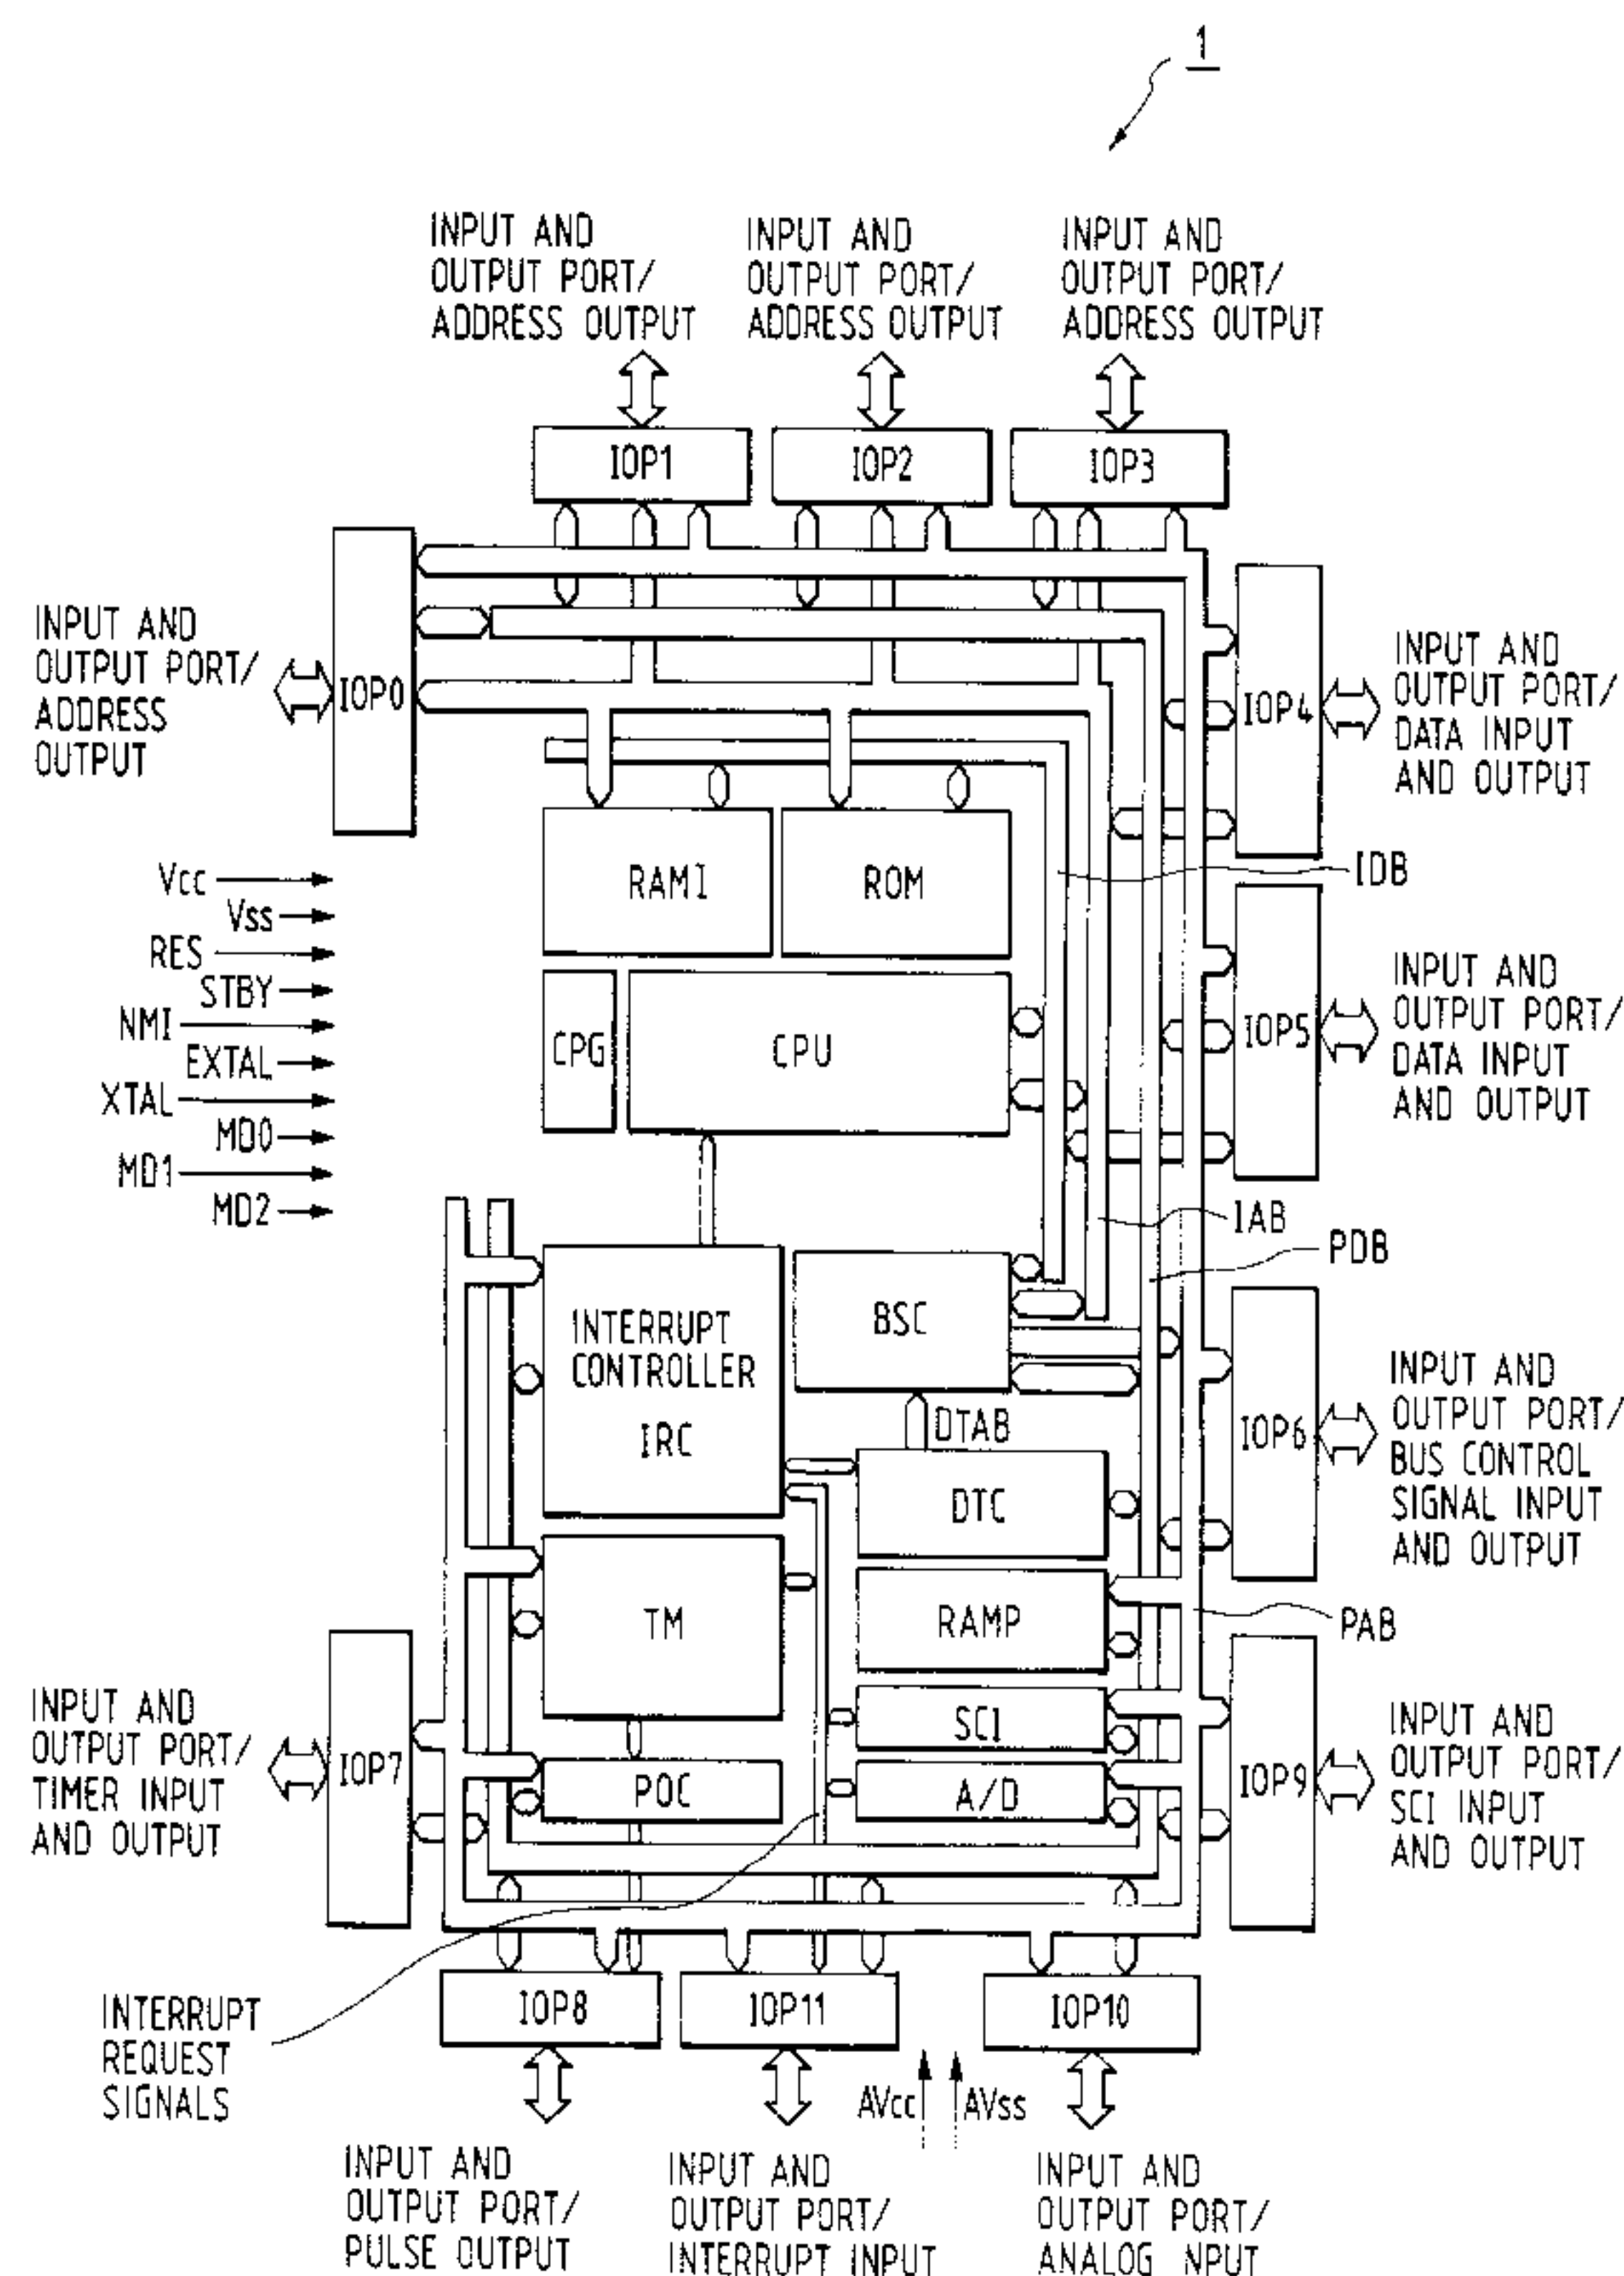 1
INPUT AND
OUTPUT PORT/
ADDRESS OUTPUT
INPUT AND
OUTPUT PORT/
ADDRESS OUTPUT
INPUT AND
OUTPUT PORT/
ADDRESS OUTPUT
IOP1
IOP2
IOP3
INPUT AND
OUTPUT PORT/
ADDRESS
OUTPUT
IOP0
IOP4
INPUT AND
OUTPUT PORT/
DATA INPUT
AND OUTPUT
RAMI
ROM
IDB
Vcc
Vss
RES
STBY
NMI
EXTAL
XTAL
MD0
MD1
MD2
CPG
CPU
IOP5
INPUT AND
OUTPUT PORT/
DATA INPUT
AND OUTPUT
IAB
PDB
INTERRUPT
CONTROLLER
IRC
BSC
DTAB
DTC
IOP6
INPUT AND
OUTPUT PORT/
BUS CONTROL
SIGNAL INPUT
AND OUTPUT
TM
RAMP
PAB
INPUT AND
OUTPUT PORT/
TIMER INPUT
AND OUTPUT
IOP7
POC
SCI
A/D
IOP9
INPUT AND
OUTPUT PORT/
SCI INPUT
AND OUTPUT
INTERRUPT
REQUEST
SIGNALS
IOP8
IOP11
IOP10
AVcc
AVss
INPUT AND
OUTPUT PORT/
PULSE OUTPUT
INPUT AND
OUTPUT PORT/
INTERRUPT INPUT
INPUT AND
OUTPUT PORT/
ANALOG NPUT